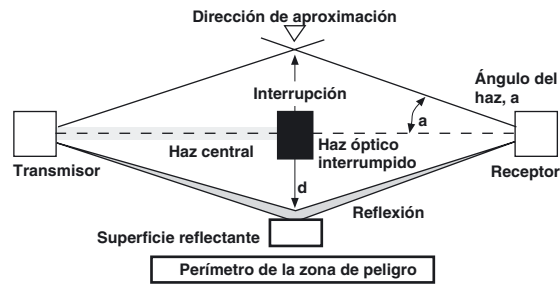 Dirección de aproximación
Interrupción
Ángulo del
haz, a
a
Haz central
Haz óptico
interrumpido
Transmisor
Receptor
d
Reflexión
Superficie reflectante
Perímetro de la zona de peligro